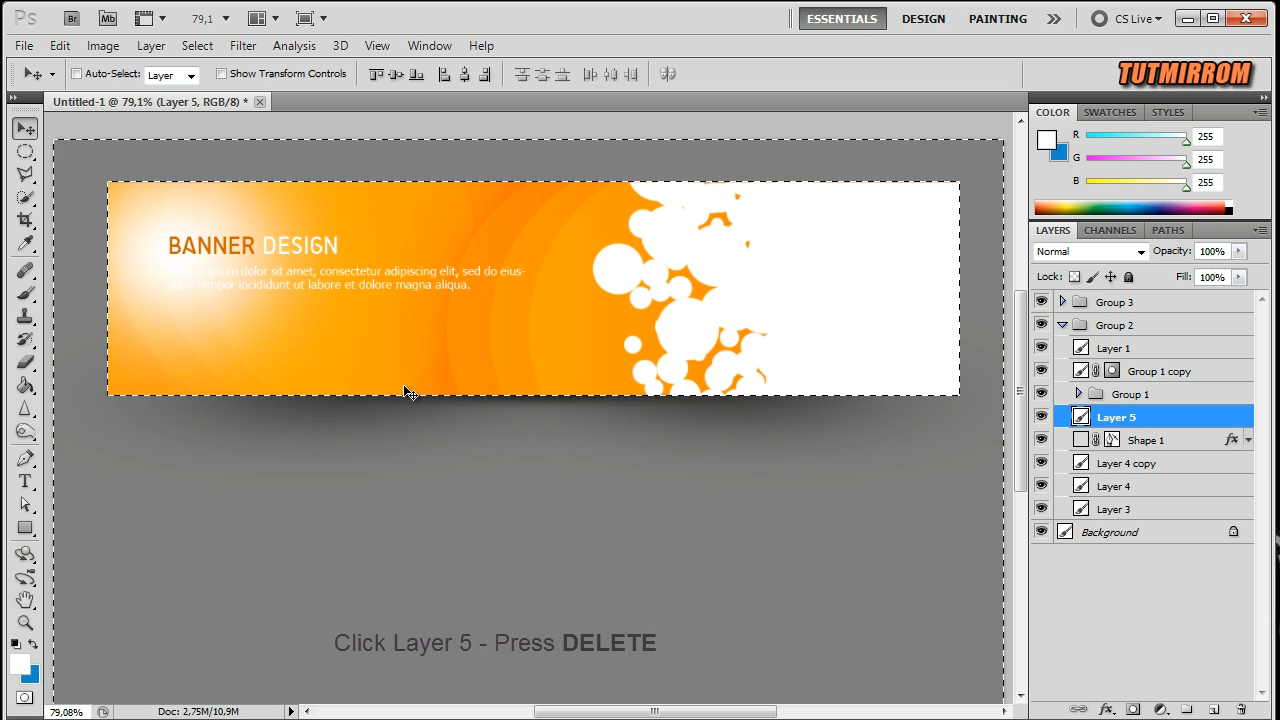 Ps Br Mb 79,1 ESSENTIALS DESIGN PAINTING CS Live
File Edit Image Layer Select Filter Analysis 3D View Window Help
Auto-Select: Layer Show Transform Controls
TUTMIRROM
Untitled-1 @ 79,1% (Layer 5, RGB/8) *
COLOR SWATCHES STYLES
R 255
G 255
B 255
BANNER DESIGN
ipsum dolor sit amet, consectetur adipiscing elit, sed do eius-
tempor incididunt ut labore et dolore magna aliqua.
LAYERS CHANNELS PATHS
Normal Opacity: 100%
Lock: Fill: 100%
Group 3
Group 2
Layer 1
Group 1 copy
Group 1
Layer 5
Shape 1 fx
Layer 4 copy
Layer 4
Layer 3
Background
T
Click Layer 5 - Press DELETE
79,08% Doc: 2,75M/10,9M
fx